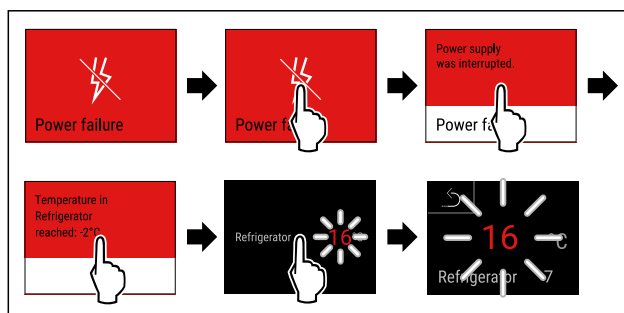 Power failure
Power fa
Power supply
was interrupted.
Power fa
Temperature in
Refrigerator
reached: -2°C
Refrigerator 16
16 °C
Refrigerator 7